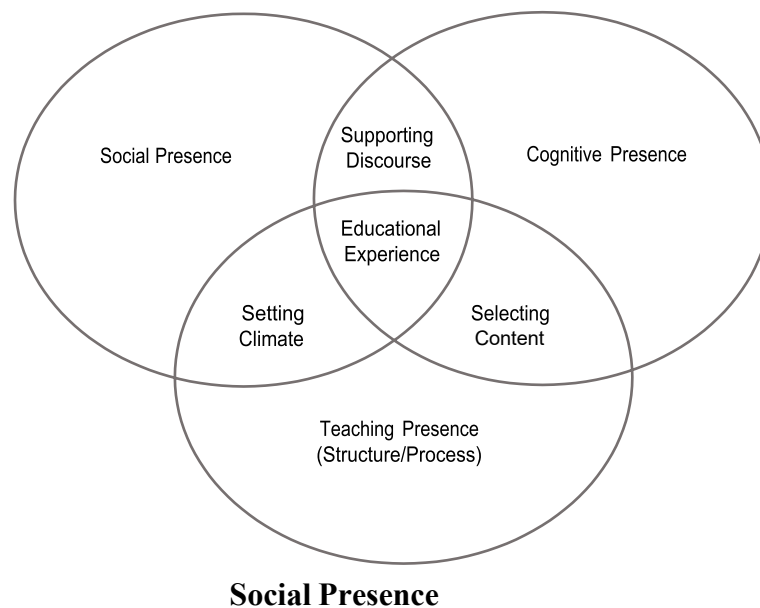 Social Presence
Supporting
Discourse
Cognitive Presence
Educational
Experience
Setting
Climate
Selecting
Content
Teaching Presence
(Structure/Process)
Social Presence